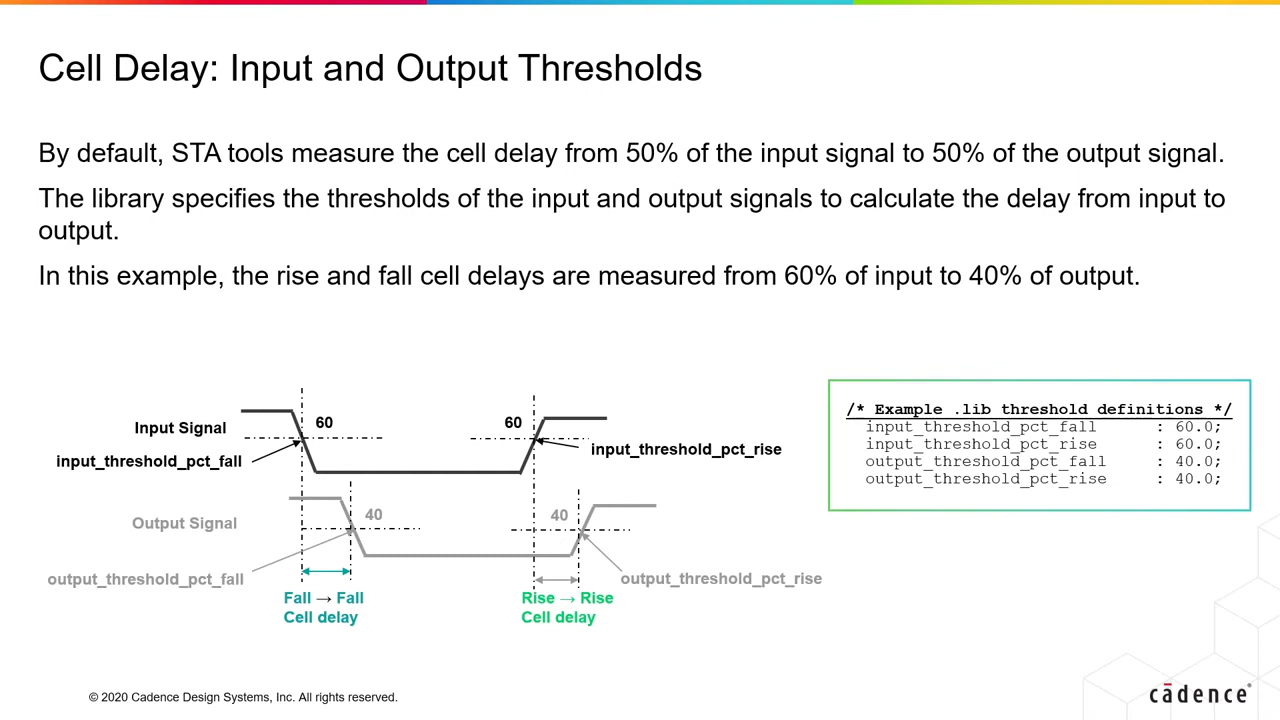 Cell Delay: Input and Output Thresholds
By default, STA tools measure the cell delay from 50% of the input signal to 50% of the output signal.
The library specifies the thresholds of the input and output signals to calculate the delay from input to
output.
In this example, the rise and fall cell delays are measured from 60% of input to 40% of output.
Input Signal
60
60
input_threshold_pct_fall
input_threshold_pct_rise
Output Signal
40
40
output_threshold_pct_fall
output_threshold_pct_rise
Fall → Fall
Cell delay
Rise → Rise
Cell delay
/* Example .lib threshold definitions */
input_threshold_pct_fall : 60.0;
input_threshold_pct_rise : 60.0;
output_threshold_pct_fall : 40.0;
output_threshold_pct_rise : 40.0;
© 2020 Cadence Design Systems, Inc. All rights reserved.
cādence®